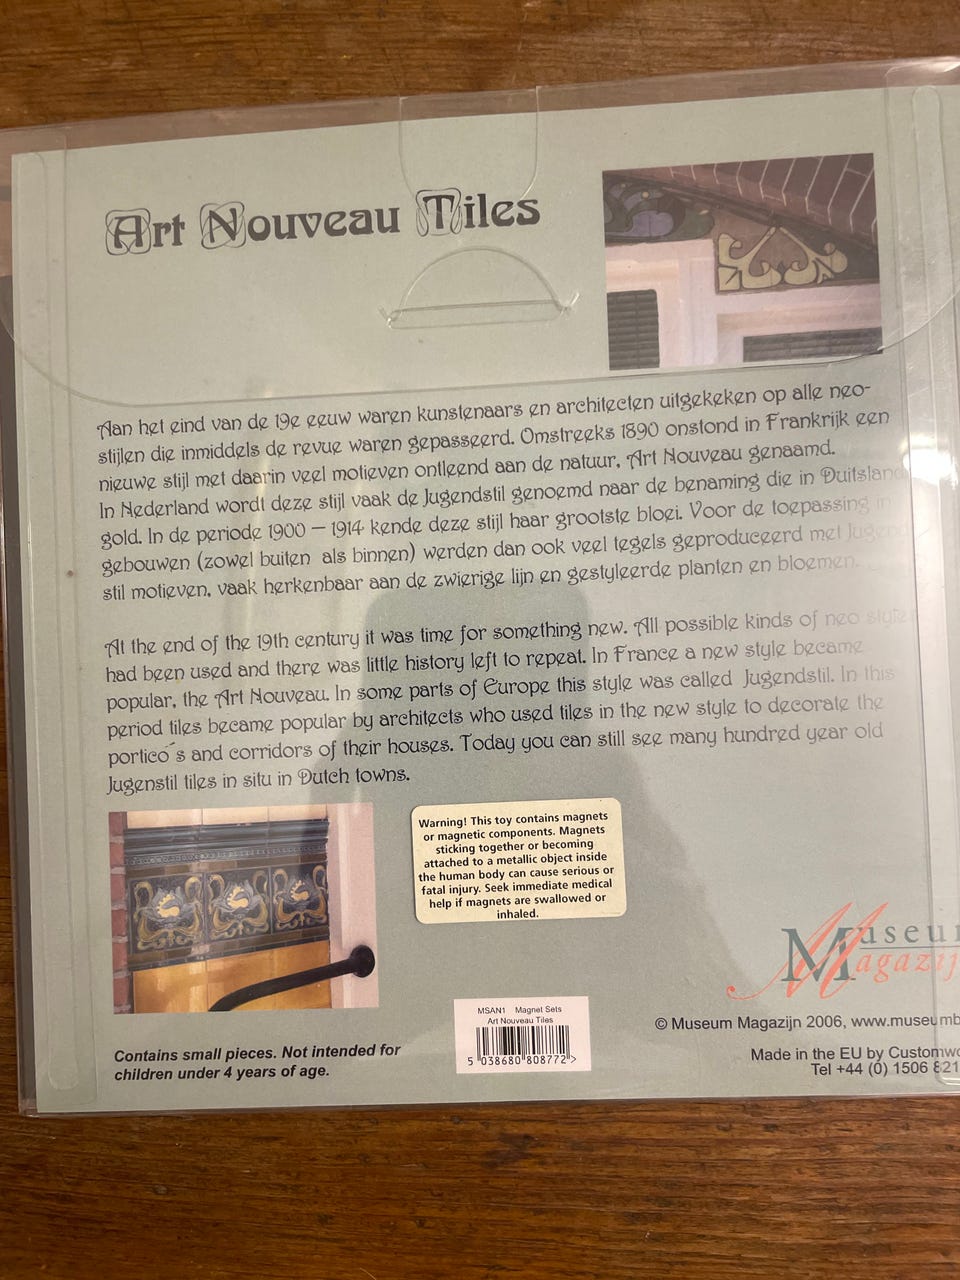 Art Nouveau Tiles
Aan het eind van de 19e eeuw waren kunstenaars en architecten uitgekeken op alle neo-
stijlen die inmiddels de revue waren gepasseerd. Omstreeks 1890 onstond in Frankrijk een
nieuwe stijl met daarin veel motieven ontleend aan de natuur, Art Nouveau genaamd.
In Nederland wordt deze stijl vaak de Jugendstil genoemd naar de benaming die in Duitsland
gold. In de periode 1900 – 1914 kende deze stijl haar grootste bloei. Voor de toepassing in
gebouwen (zowel buiten als binnen) werden dan ook veel tegels geproduceerd met Jugend
stil motieven, vaak herkenbaar aan de zwierige lijn en gestyleerde planten en bloemen.
At the end of the 19th century it was time for something new. All possible kinds of neo styles
had been used and there was little history left to repeat. In France a new style became
popular, the Art Nouveau. In some parts of Europe this style was called Jugendstil. In this
period tiles became popular by architects who used tiles in the new style to decorate the
portico´s and corridors of their houses. Today you can still see many hundred year old
Jugenstil tiles in situ in Dutch towns.
Warning! This toy contains magnets
or magnetic components. Magnets
sticking together or becoming
attached to a metallic object inside
the human body can cause serious or
fatal injury. Seek immediate medical
help if magnets are swallowed or
inhaled.
Museum
Magazijn
© Museum Magazijn 2006, www.museumb
MSAN1 Magnet Sets
Art Nouveau Tiles
5 038680 808772 >
Contains small pieces. Not intended for
children under 4 years of age.
Made in the EU by Customwo
Tel +44 (0) 1506 821